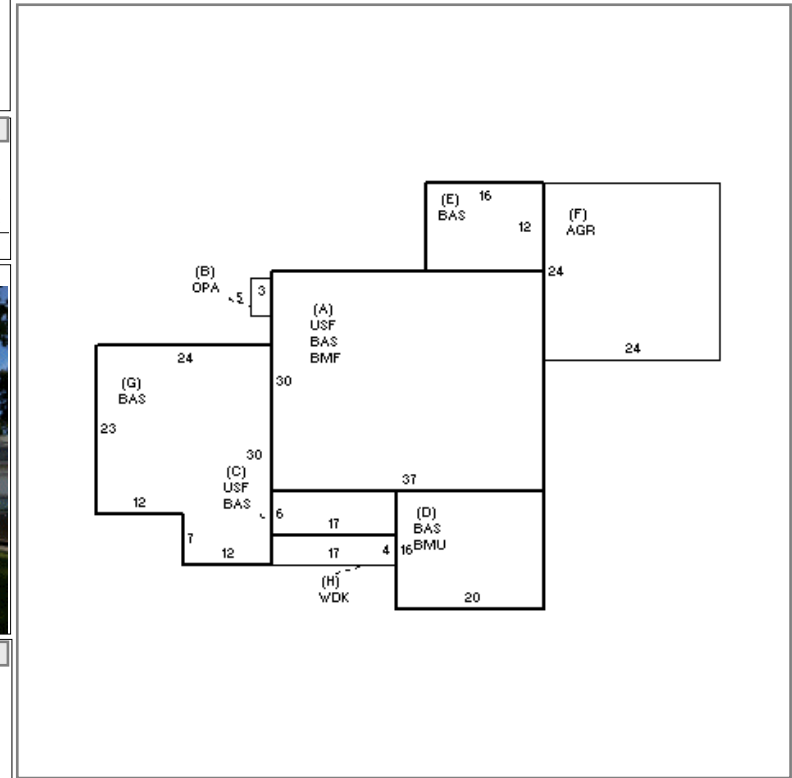 16
(E)
BAS
12
(F)
AGR
24
24
(B)
OPA
5
3
(A)
USF
BAS
BMF
30
37
24
(G)
BAS
23
12
7
12
30
(C)
USF
BAS
6
17
17
4
(H)
WDK
(D)
BAS
BMU
16
20